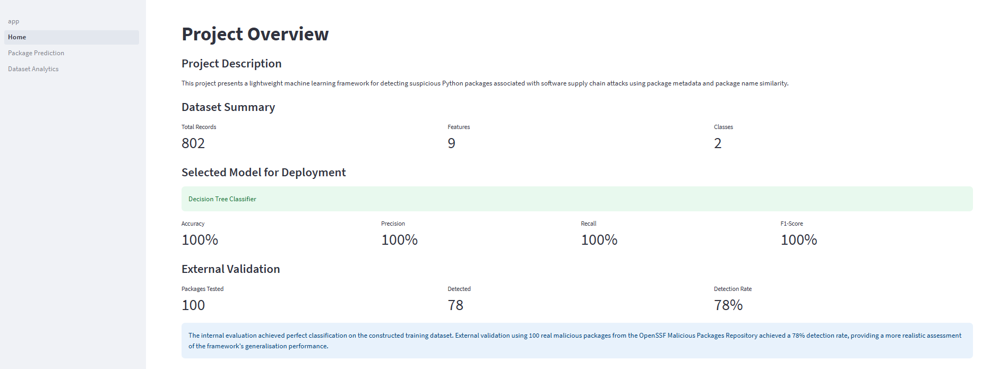 app
Home
Package Prediction
Dataset Analytics
Project Overview
Project Description
This project presents a lightweight machine learning framework for detecting suspicious Python packages associated with software supply chain attacks using package metadata and package name similarity.
Dataset Summary
Total Records Features Classes
802 9 2
Selected Model for Deployment
Decision Tree Classifier
Accuracy Precision Recall F1-Score
100% 100% 100% 100%
External Validation
Packages Tested Detected Detection Rate
100 78 78%
The internal evaluation achieved perfect classification on the constructed training dataset. External validation using 100 real malicious packages from the OpenSSF Malicious Packages Repository achieved a 78% detection rate, providing a more realistic assessment
of the framework's generalisation performance.